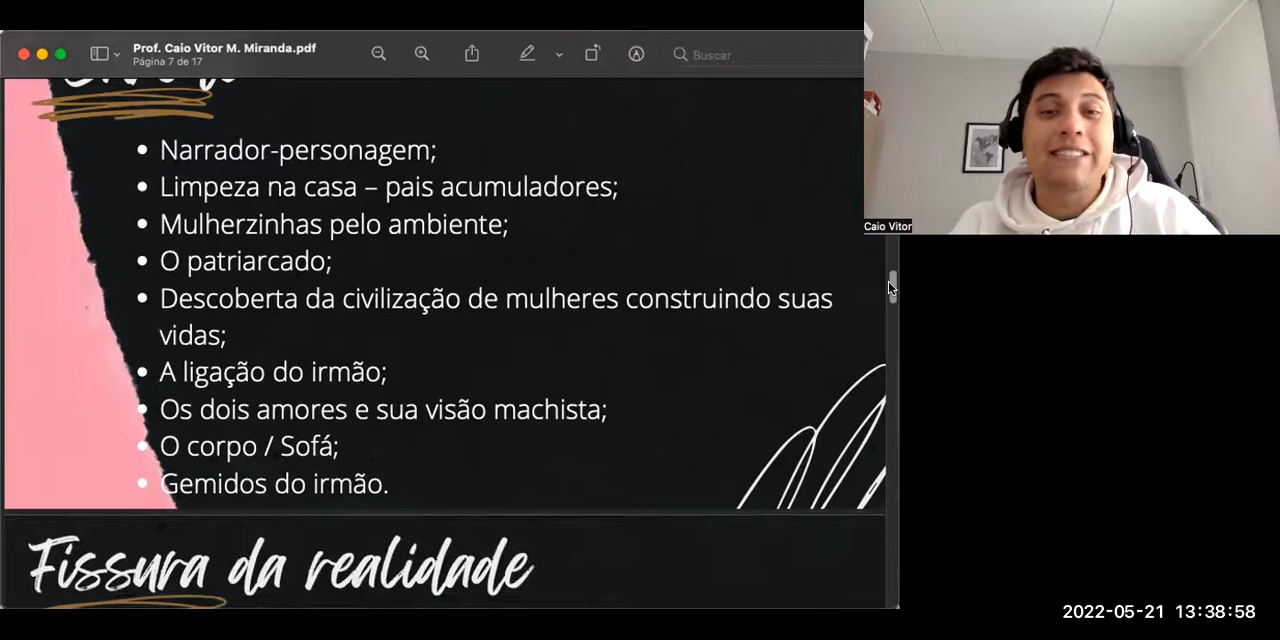 Prof. Caio Vitor M. Miranda.pdf
Página 7 de 17
Buscar
• Narrador-personagem;
• Limpeza na casa – pais acumuladores;
• Mulherzinhas pelo ambiente;
• O patriarcado;
• Descoberta da civilização de mulheres construindo suas
vidas;
• A ligação do irmão;
• Os dois amores e sua visão machista;
• O corpo / Sofá;
• Gemidos do irmão.
Fissura da realidade
Caio Vitor
2022-05-21 13:38:58